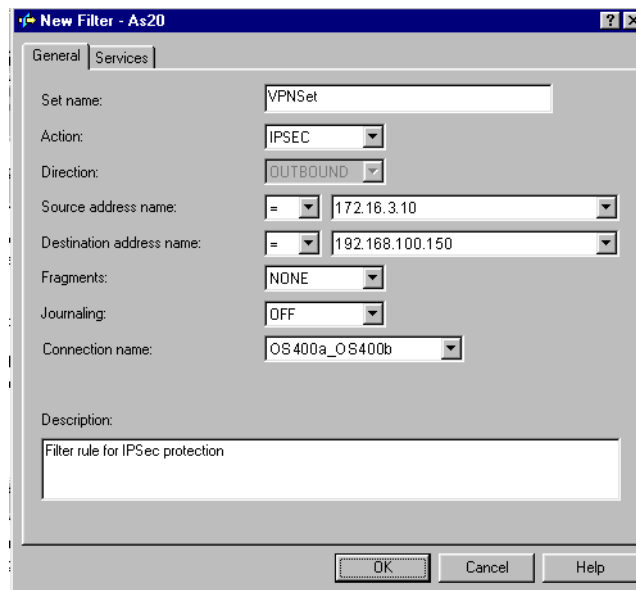 New Filter - As20
General Services
Set name: VPNSet
Action: IPSEC
Direction: OUTBOUND
Source address name: = 172.16.3.10
Destination address name: = 192.168.100.150
Fragments: NONE
Journaling: OFF
Connection name: OS400a_OS400b
Description:
Filter rule for IPSec protection
OK Cancel Help